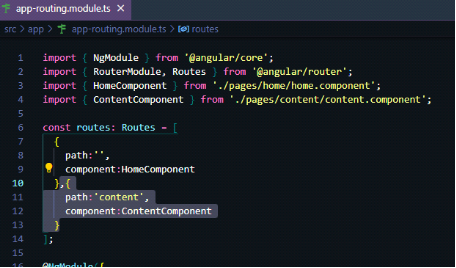 app-routing.module.ts
src > app > app-routing.module.ts > routes
1 import { NgModule } from '@angular/core';
2 import { RouterModule, Routes } from '@angular/router';
3 import { HomeComponent } from './pages/home/home.component';
4 import { ContentComponent } from './pages/content/content.component';
5
6 const routes: Routes = [
7 {
8 path:'',
9 component:HomeComponent
10 },{
11 path:'content',
12 component:ContentComponent
13 }
14 ];
15
16 @NgModule({